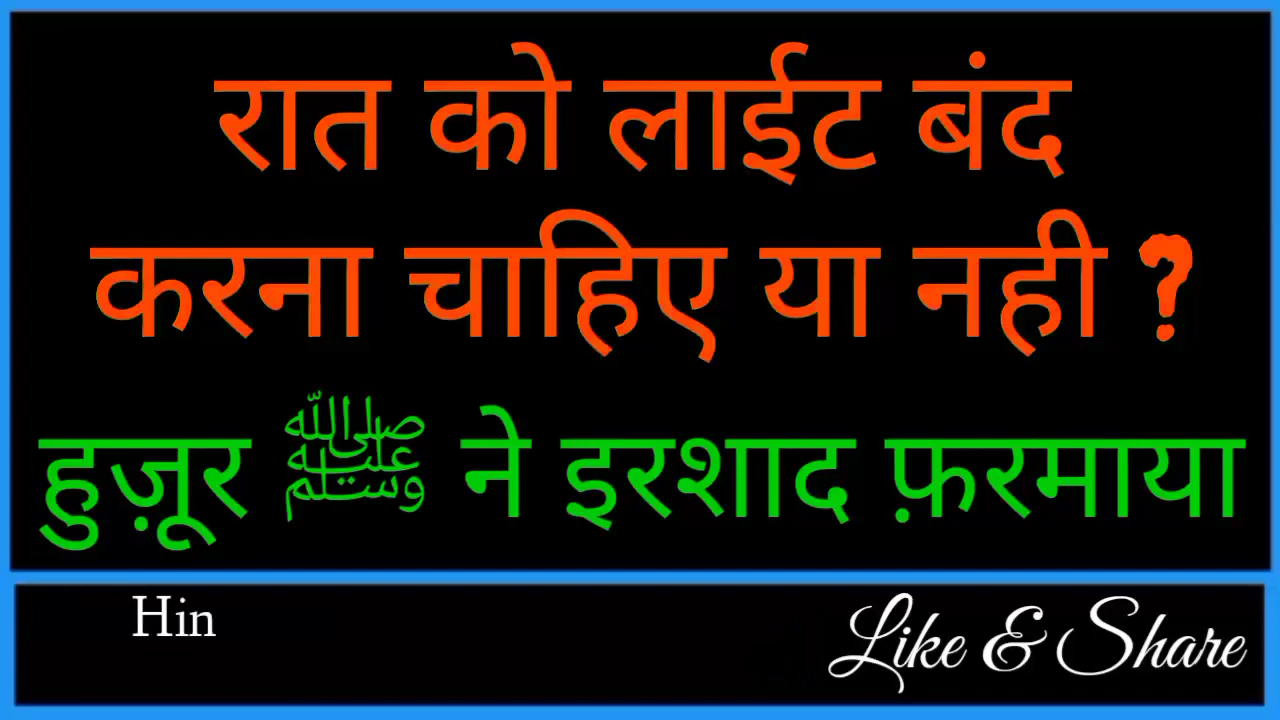 रात को लाईट बंद
करना चाहिए या नही ?
हुज़ूर ﷺ ने इरशाद फ़रमाया
Hin
Like & Share